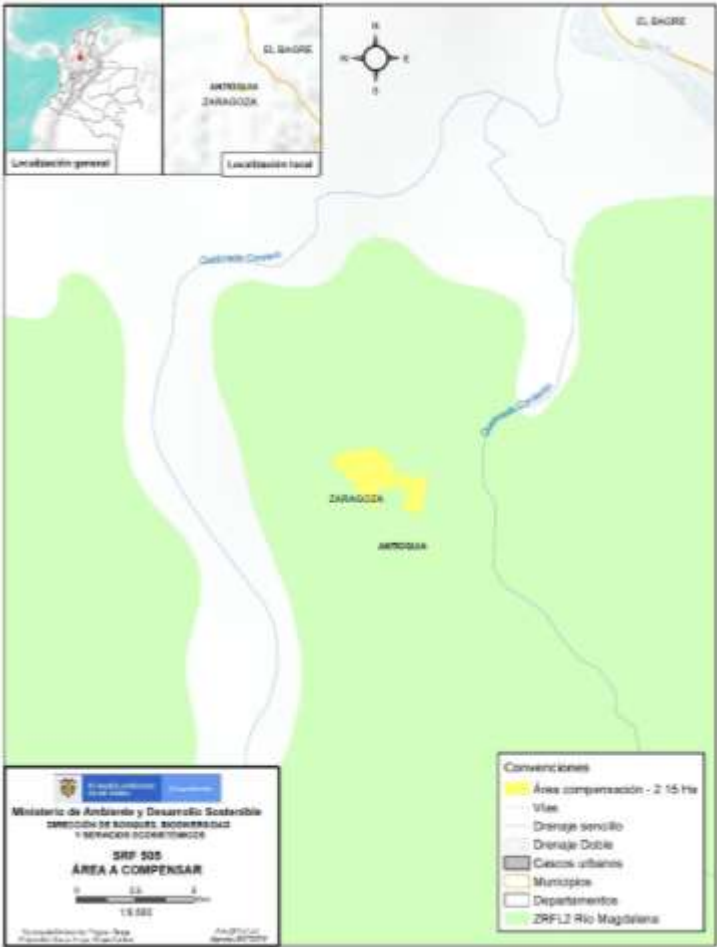 EL BAGRE
ANTIOQUIA
ZARAGOZA
Localización general
Localización local
N
E
S
EL BAGRE
Quebrada
Quebrada
ZARAGOZA
ANTIOQUIA
Convenciones
Área compensación - 2.15 Ha
Vías
Drenaje sencillo
Drenaje Doble
Cascos urbanos
Municipios
Departamentos
ZRFL2 Río Magdalena
Ministerio de Ambiente y Desarrollo Sostenible
DIRECCIÓN DE BOSQUES, BIODIVERSIDAD
Y SERVICIOS ECOSISTÉMICOS
SRF 505
ÁREA A COMPENSAR